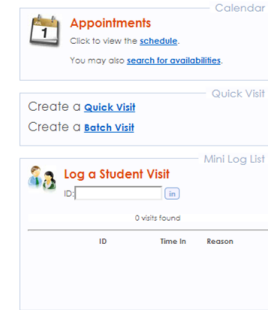 Calendar
1
Appointments
Click to view the schedule.
You may also search for availabilities.
Quick Visit
Create a Quick Visit
Create a Batch Visit
Mini Log List
Log a Student Visit
ID: in
0 visits found
ID Time In Reason